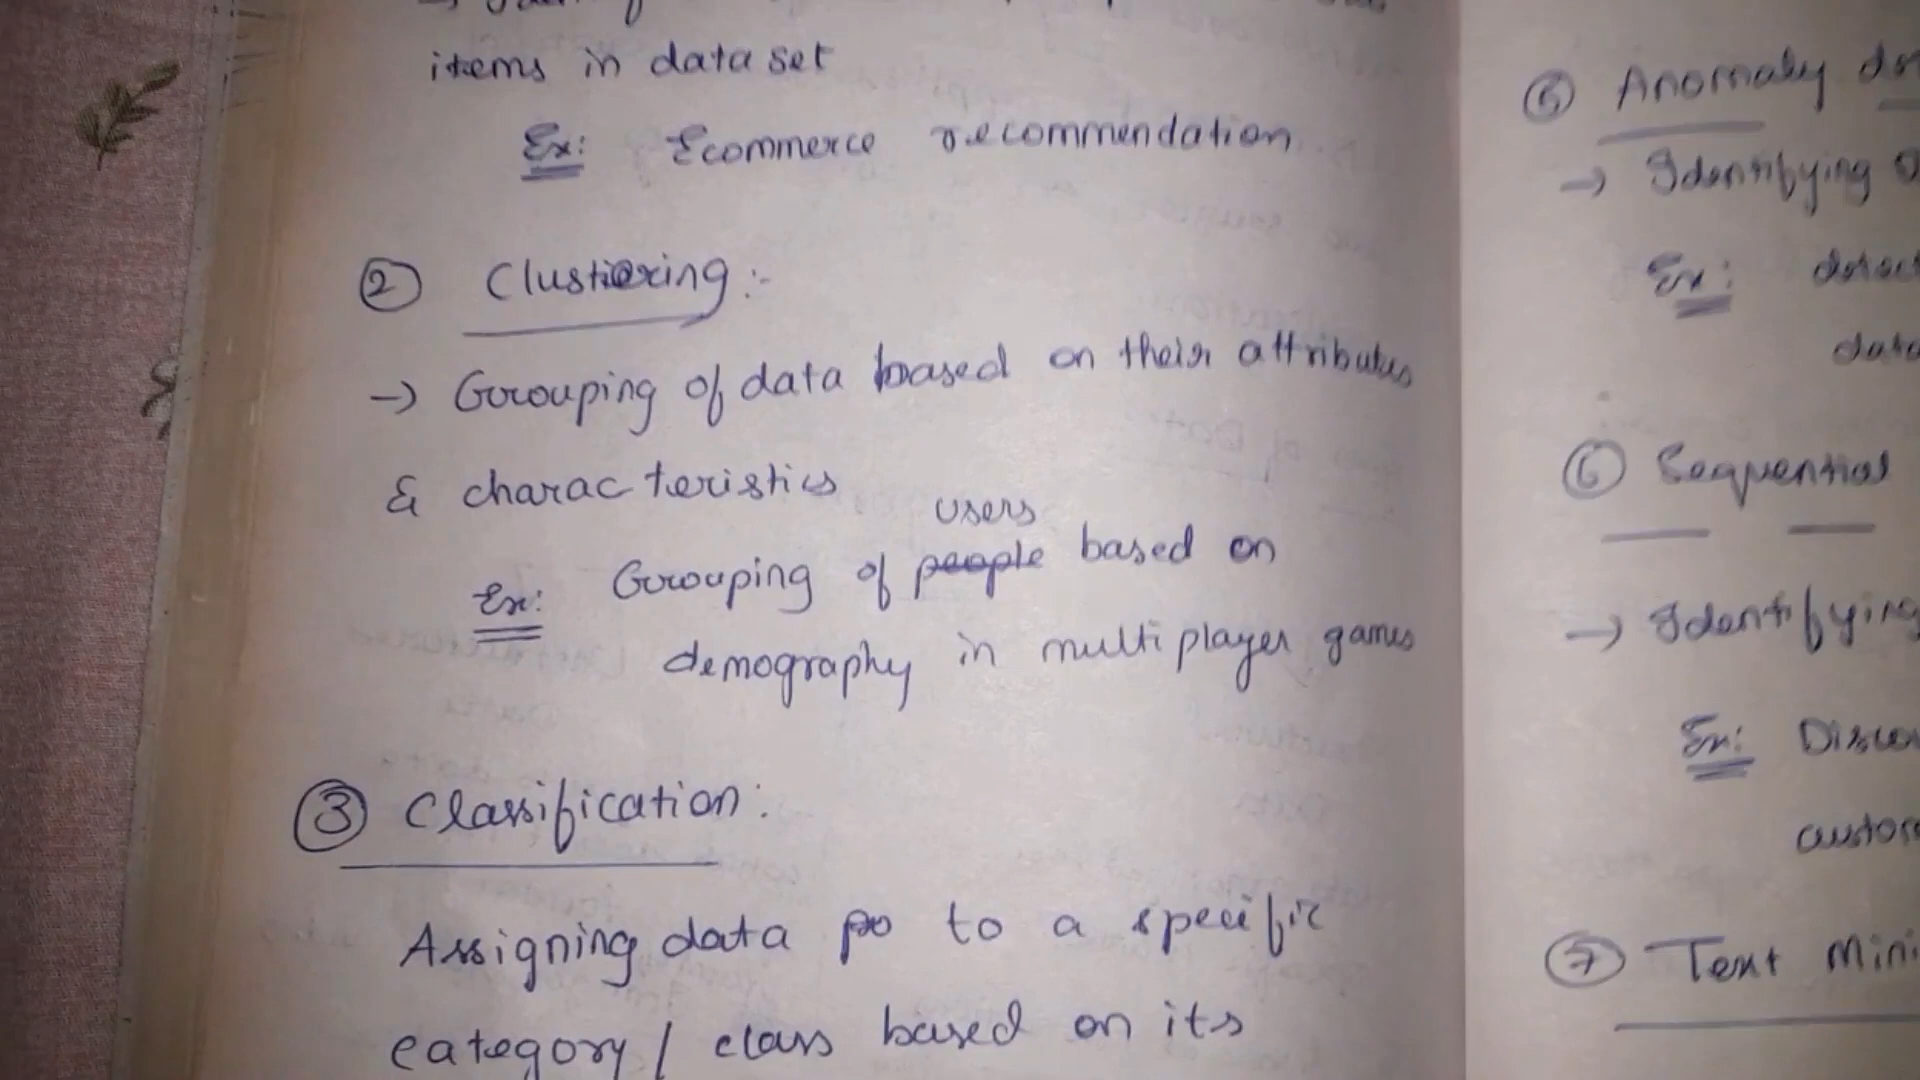 items in data set
Ex: Ecommerce recommendation
② Clustering:-
→ Grouping of data based on their attributes
& characteristics
users
Ex: Grouping of people based on
demography in multiplayer games
③ Classification:
Assigning data po to a specific
category/ class based on its
⑤ Anomaly
→ Identifying
Ex:
⑥ Sequential
→ Identifying
Ex:
⑦ Text